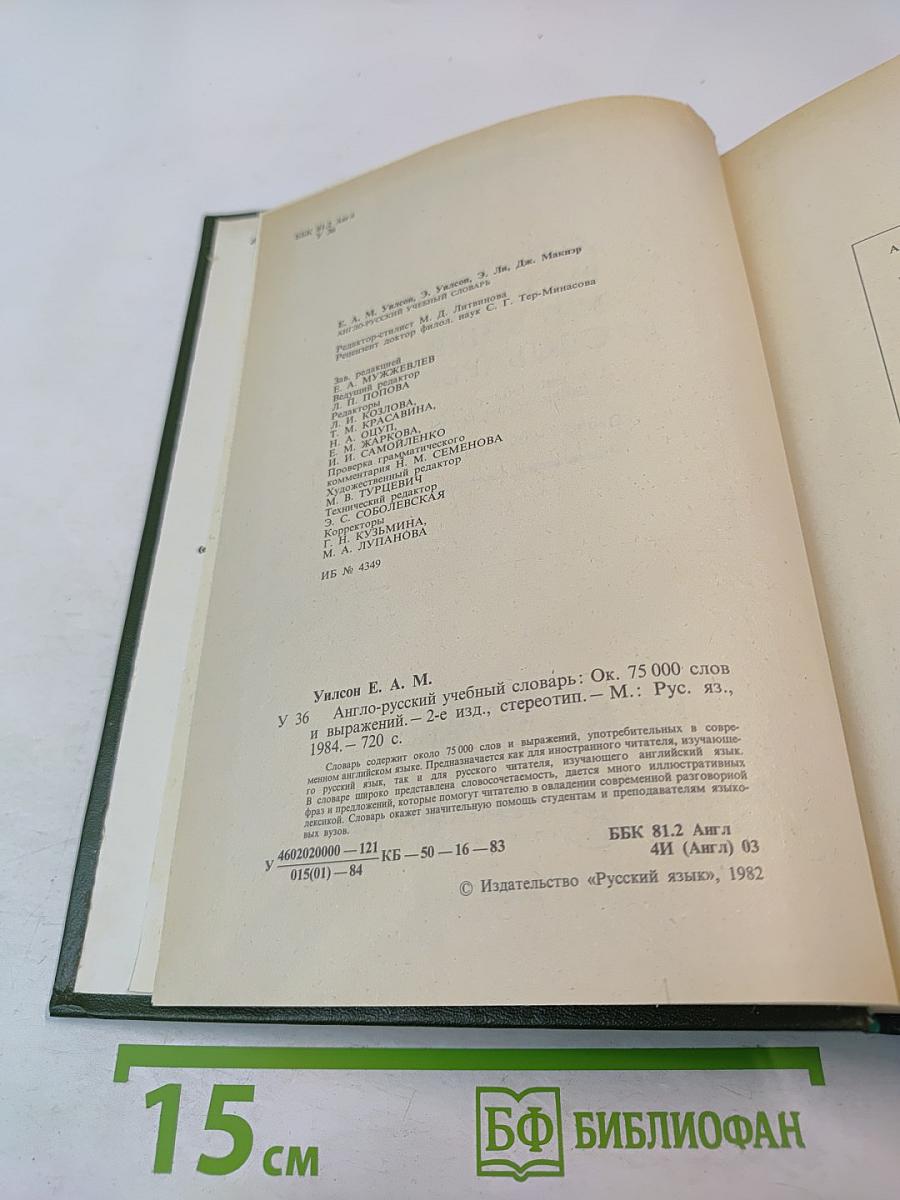 ББК 81.2 Англ
У 36
Е. А. М. Уилсон, Э. Уилсон, Э. Ли, Дж. Макнэр
АНГЛО-РУССКИЙ УЧЕБНЫЙ СЛОВАРЬ
Редактор-стилист М. Д. Литвинова
Рецензент доктор филол. наук С. Г. Тер-Минасова
Зав. редакцией
Е. А. МУЖЖЕВЛЕВ
Ведущий редактор
Л. П. ПОПОВА
Редакторы
Л. И. КОЗЛОВА,
Т. М. КРАСАВИНА,
Н. А. ОЦУП,
Е. М. ЖАРКОВА,
И. И. САМОЙЛЕНКО
Проверка грамматического
комментария Н. М. СЕМЕНОВА
Художественный редактор
М. В. ТУРЦЕВИЧ
Технический редактор
Э. С. СОБОЛЕВСКАЯ
Корректоры
Г. Н. КУЗЬМИНА,
М. А. ЛУПАНОВА
ИБ № 4349
Уилсон Е. А. М.
У 36 Англо-русский учебный словарь: Ок. 75 000 слов
и выражений.– 2-е изд., стереотип.– М.: Рус. яз.,
1984.– 720 с.
Словарь содержит около 75 000 слов и выражений, употребительных в совре-
менном английском языке. Предназначается как для иностранного читателя, изучающе-
го русский язык, так и для русского читателя, изучающего английский язык.
В словаре широко представлена словосочетаемость, дается много иллюстративных
фраз и предложений, которые помогут читателю в овладении современной разговорной
лексикой. Словарь окажет значительную помощь студентам и преподавателям языко-
вых вузов.
У 4602020000 — 121 КБ — 50 — 16 — 83
015(01) — 84
ББК 81.2 Англ
4И (Англ) 03
© Издательство «Русский язык», 1982
А
«
15 см
БФ БИБЛИОФАН